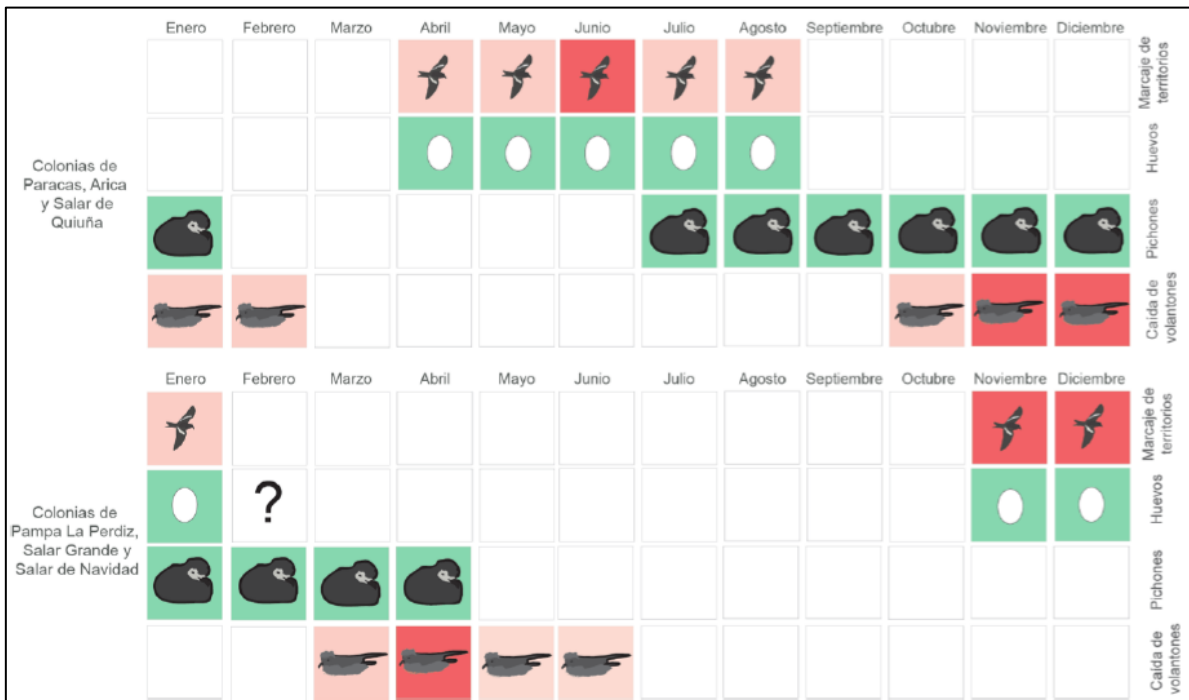 Enero Febrero Marzo Abril Mayo Junio Julio Agosto Septiembre Octubre Noviembre Diciembre
Marcaje de
territorios
Huevos
Colonias de
Paracas, Arica
y Salar de
Quiuña
Pichones
Caída de
volantones
Enero Febrero Marzo Abril Mayo Junio Julio Agosto Septiembre Octubre Noviembre Diciembre
Marcaje de
territorios
?
Huevos
Colonias de
Pampa La Perdiz,
Salar Grande y
Salar de Navidad
Pichones
Caída de
volantones